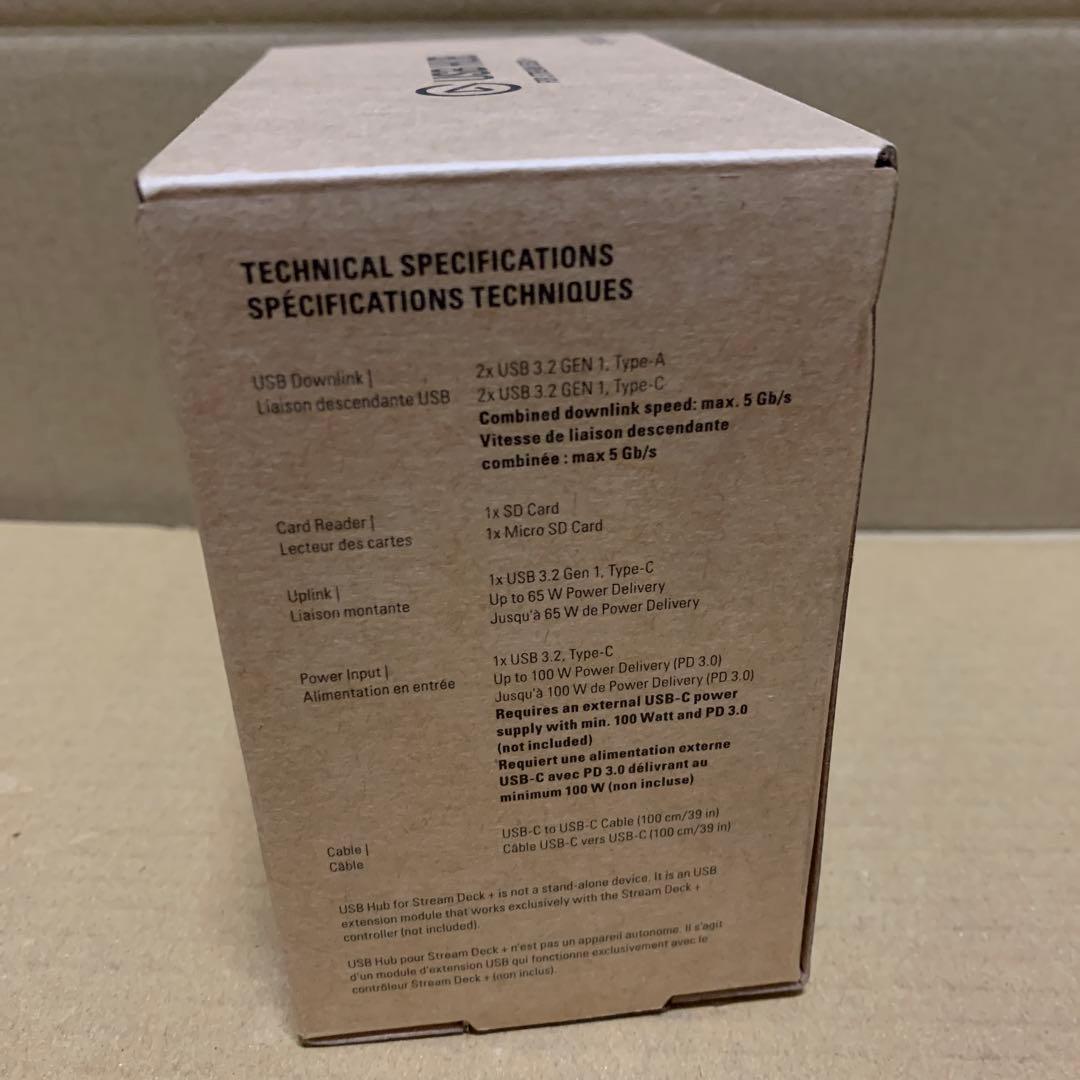 USB HUB
TECHNICAL SPECIFICATIONS
SPÉCIFICATIONS TECHNIQUES
USB Downlink |
Liaison descendante USB
2x USB 3.2 GEN 1, Type-A
2x USB 3.2 GEN 1, Type-C
Combined downlink speed: max. 5 Gb/s
Vitesse de liaison descendante
combinée : max 5 Gb/s
Card Reader |
Lecteur des cartes
1x SD Card
1x Micro SD Card
Uplink |
Liaison montante
1x USB 3.2 Gen 1, Type-C
Up to 65 W Power Delivery
Jusqu'à 65 W de Power Delivery
Power Input |
Alimentation en entrée
1x USB 3.2, Type-C
Up to 100 W Power Delivery (PD 3.0)
Jusqu'à 100 W de Power Delivery (PD 3.0)
Requires an external USB-C power
supply with min. 100 Watt and PD 3.0
(not included)
Requiert une alimentation externe
USB-C avec PD 3.0 délivrant au
minimum 100 W (non incluse)
Cable |
Câble
USB-C to USB-C Cable (100 cm/39 in)
Câble USB-C vers USB-C (100 cm/39 in)
USB Hub for Stream Deck + is not a stand-alone device. It is an USB
extension module that works exclusively with the Stream Deck +
controller (not included).
USB Hub pour Stream Deck + n'est pas un appareil autonome. Il s'agit
d'un module d'extension USB qui fonctionne exclusivement avec le
contrôleur Stream Deck + (non inclus).